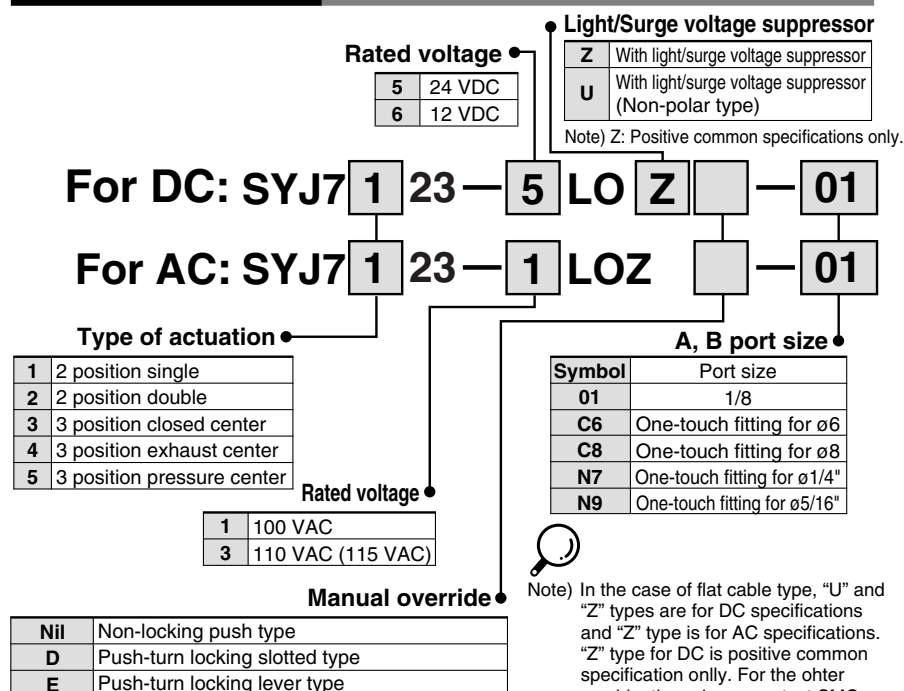 Light/Surge voltage suppressor
Z With light/surge voltage suppressor
U With light/surge voltage suppressor
(Non-polar type)
Note) Z: Positive common specifications only.
Rated voltage
5 24 VDC
6 12 VDC
For DC: SYJ7 1 23 — 5 LO Z — 01
For AC: SYJ7 1 23 — 1 LOZ — 01
Type of actuation
1 2 position single
2 2 position double
3 3 position closed center
4 3 position exhaust center
5 3 position pressure center
Rated voltage
1 100 VAC
3 110 VAC (115 VAC)
A, B port size
Symbol Port size
01 1/8
C6 One-touch fitting for ø6
C8 One-touch fitting for ø8
N7 One-touch fitting for ø1/4"
N9 One-touch fitting for ø5/16"
Manual override
Nil Non-locking push type
D Push-turn locking slotted type
E Push-turn locking lever type
Note) In the case of flat cable type, “U” and
“Z” types are for DC specifications
and “Z” type is for AC specifications.
“Z” type for DC is positive common
specification onlly. For the ohter